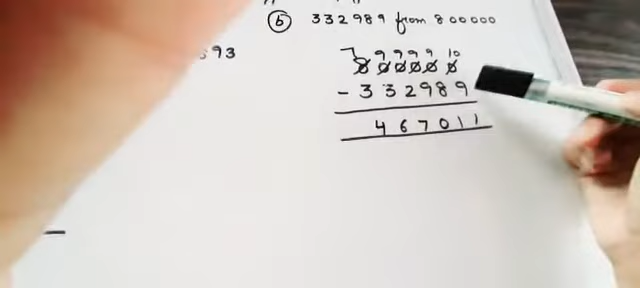 (b) 332989 from 800000
93
7 9 9 9 9 10
8 0 0 0 0 0
- 3 3 2 9 8 9
4 6 7 0 1 1